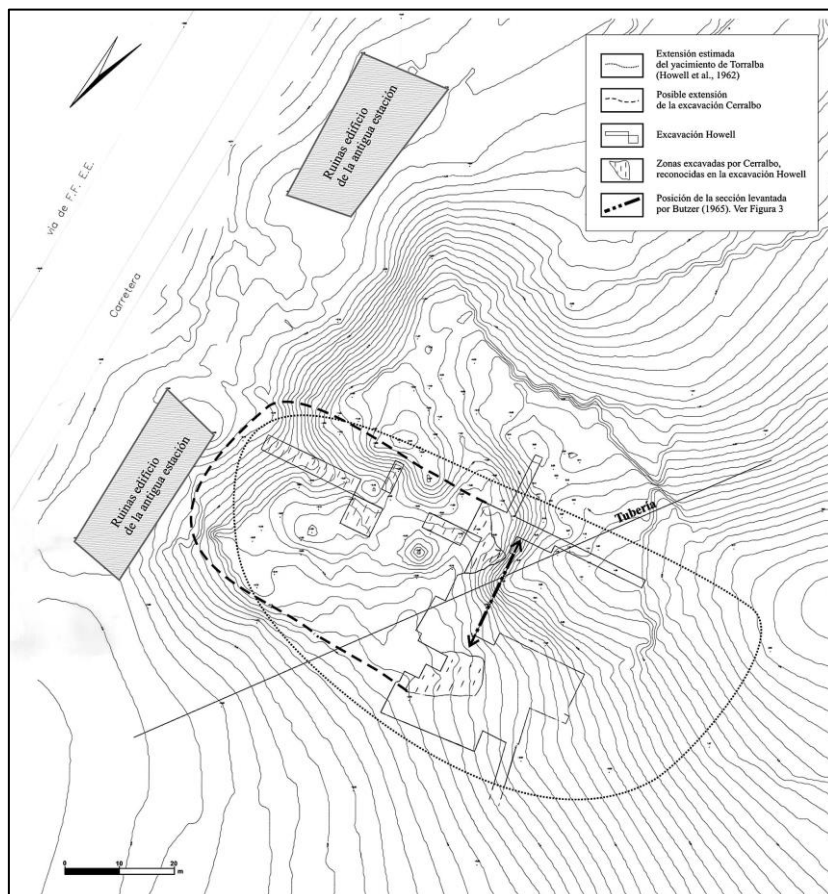 Extensión estimada
del yacimiento de Torralba
(Howell et al., 1962)
Posible extensión
de la excavación Cerralbo
Excavación Howell
Zonas excavadas por Cerralbo,
reconocidas en la excavación Howell
Posición de la sección levantada
por Butzer (1965). Ver Figura 3
Ruinas edificio
de la antigua estación
vía de F.F. E.E.
Carretera
Ruinas edificio
de la antigua estación
Tubería
0 10 20
m